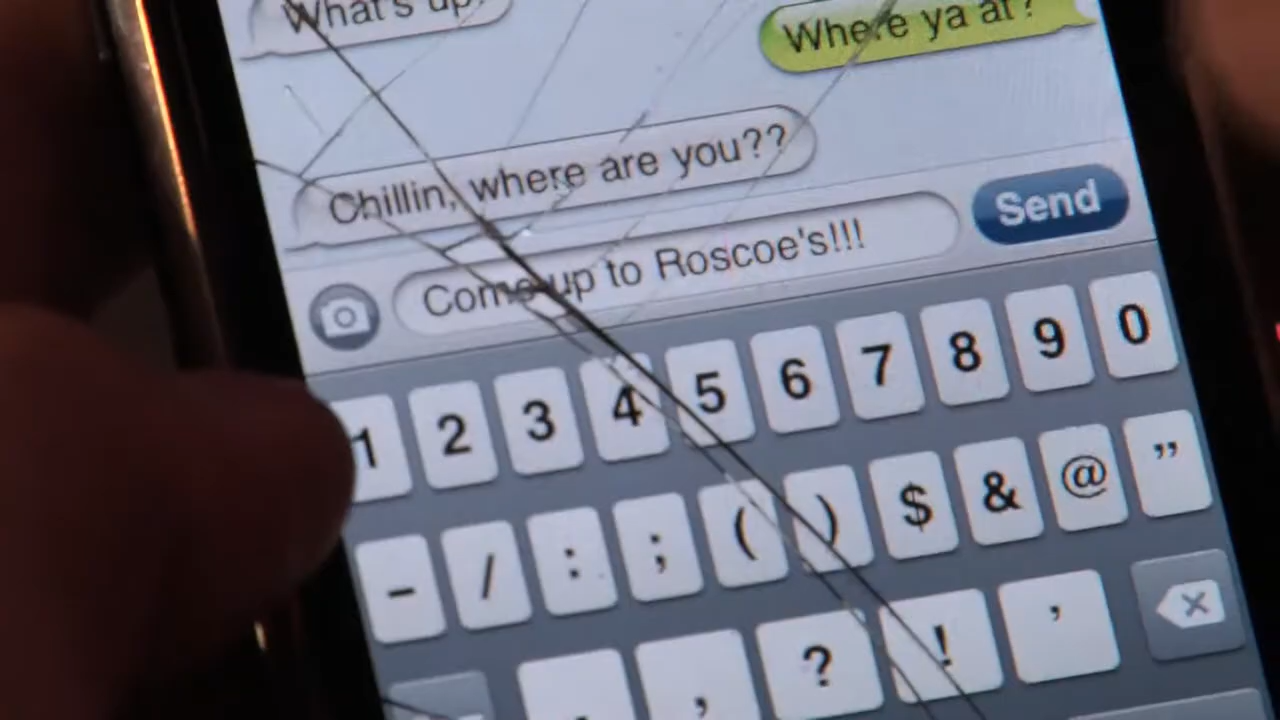 What's up?
Where ya at?
Chillin, where are you??
Come up to Roscoe's!!!
Send
1 2 3 4 5 6 7 8 9 0
- / : ; ( ) $ & @ ”
. , ? ! ’